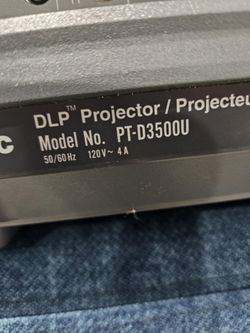 DLP™ Projector / Projecteu
c Model No. PT-D3500U
50/60Hz 120V~ 4A